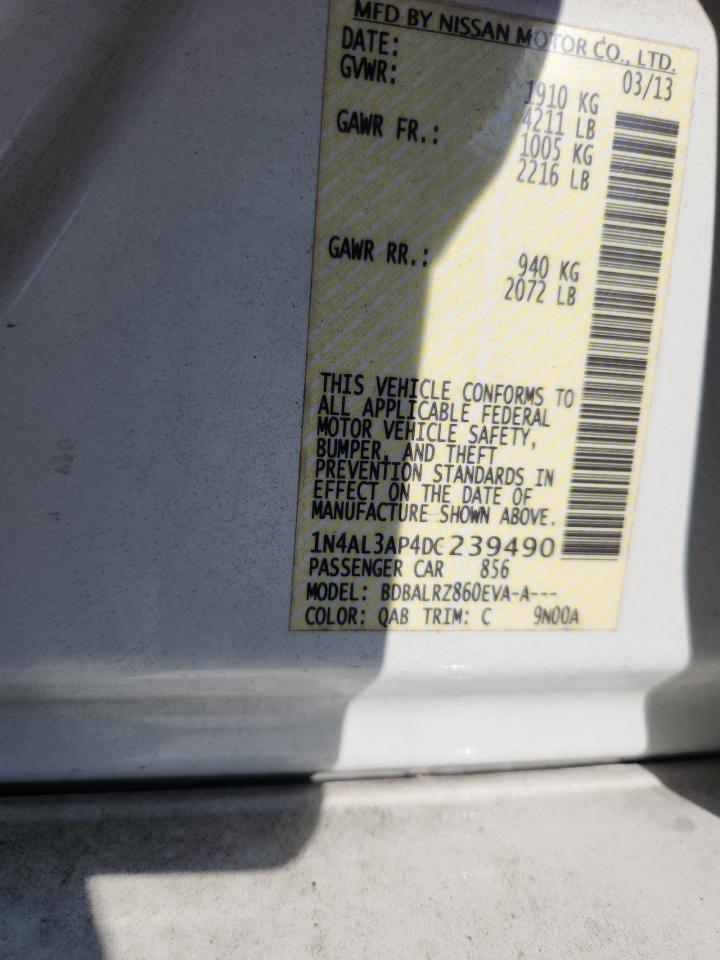 MFD BY NISSAN MOTOR CO., LTD.
DATE: 03/13
GVWR: 1910 KG
4211 LB
GAWR FR.: 1005 KG
2216 LB
GAWR RR.: 940 KG
2072 LB
THIS VEHICLE CONFORMS TO
ALL APPLICABLE FEDERAL
MOTOR VEHICLE SAFETY,
BUMPER, AND THEFT
PREVENTION STANDARDS IN
EFFECT ON THE DATE OF
MANUFACTURE SHOWN ABOVE.
1N4AL3AP4DC 239490
PASSENGER CAR 856
MODEL: BDBALRZ860EVA-A---
COLOR: QAB TRIM: C 9N00A